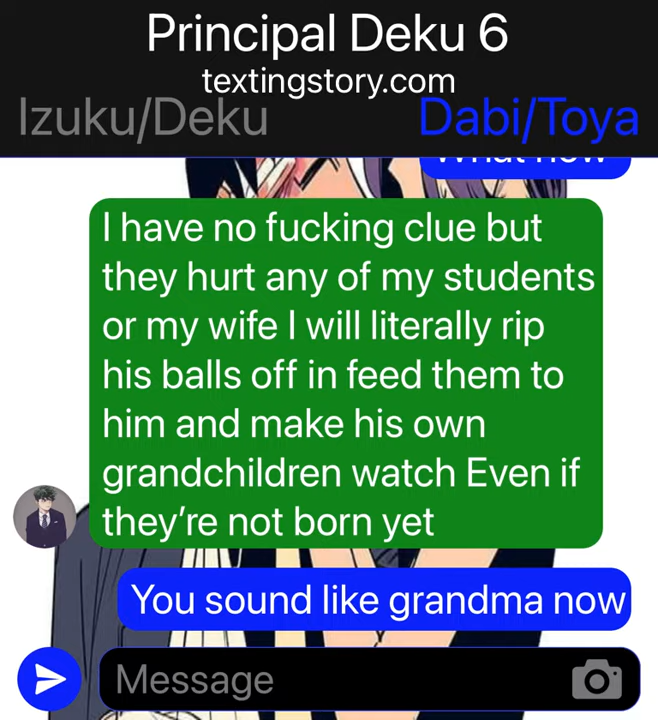 Principal Deku 6
textingstory.com
Izuku/Deku
Dabi/Toya
What now
I have no fucking clue but
they hurt any of my students
or my wife I will literally rip
his balls off in feed them to
him and make his own
grandchildren watch Even if
they're not born yet
You sound like grandma now
Message